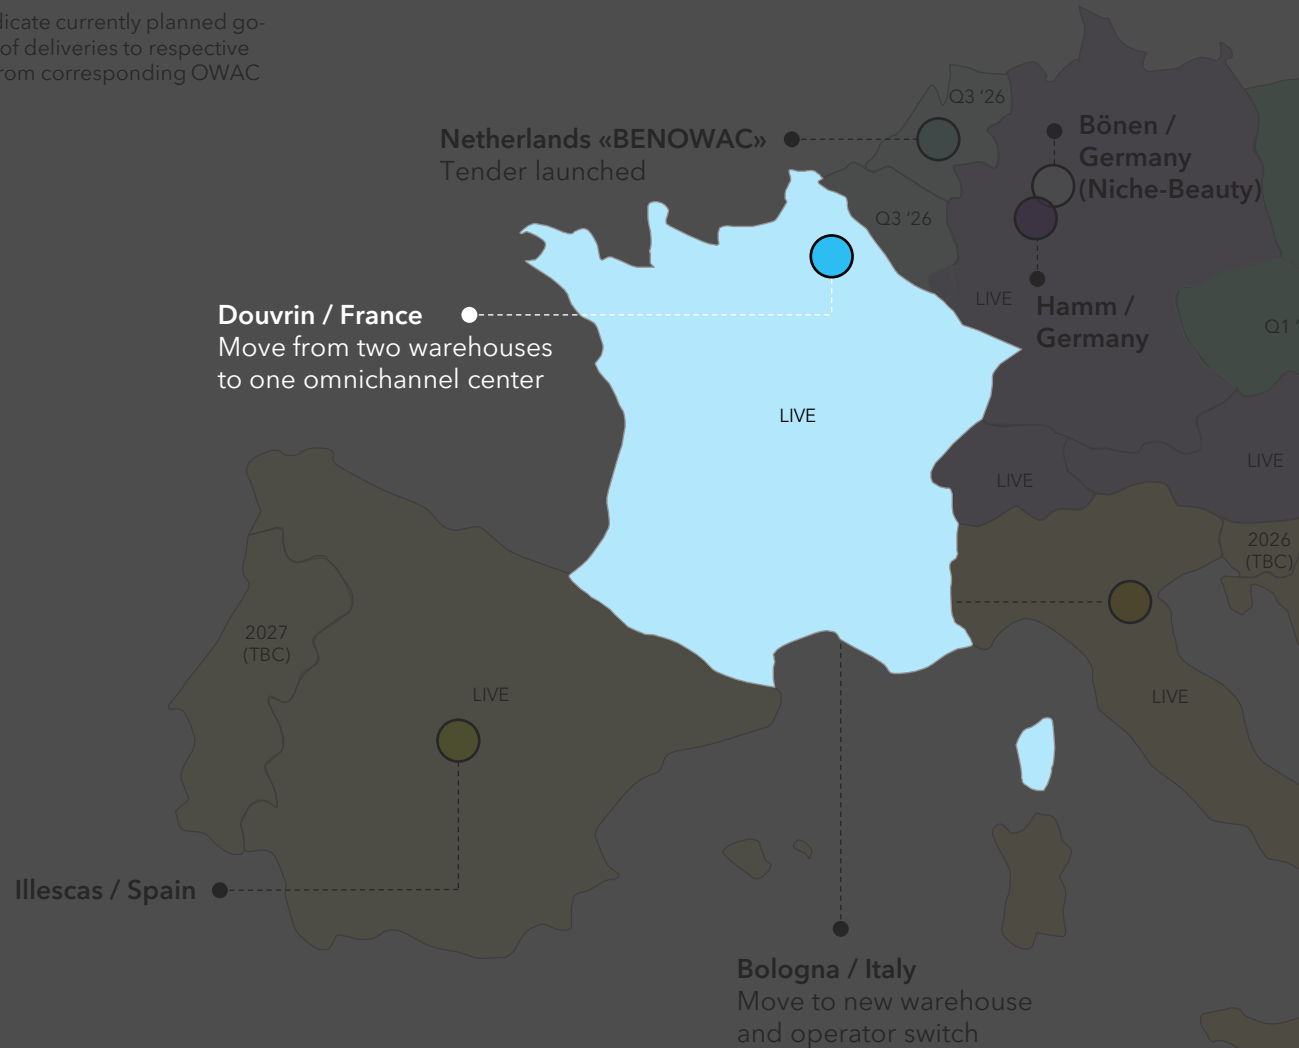 dicate currently planned go-
of deliveries to respective
rom corresponding OWAC
Q3 ‘26
Netherlands «BENOWAC»
Tender launched
Bönen /
Germany
(Niche-Beauty)
Q3 ‘26
LIVE
Hamm /
Germany
Q1 ‘
Douvrin / France
Move from two warehouses
to one omnichannel center
LIVE
LIVE
LIVE
2026
(TBC)
2027
(TBC)
LIVE
LIVE
Illescas / Spain
Bologna / Italy
Move to new warehouse
and operator switch